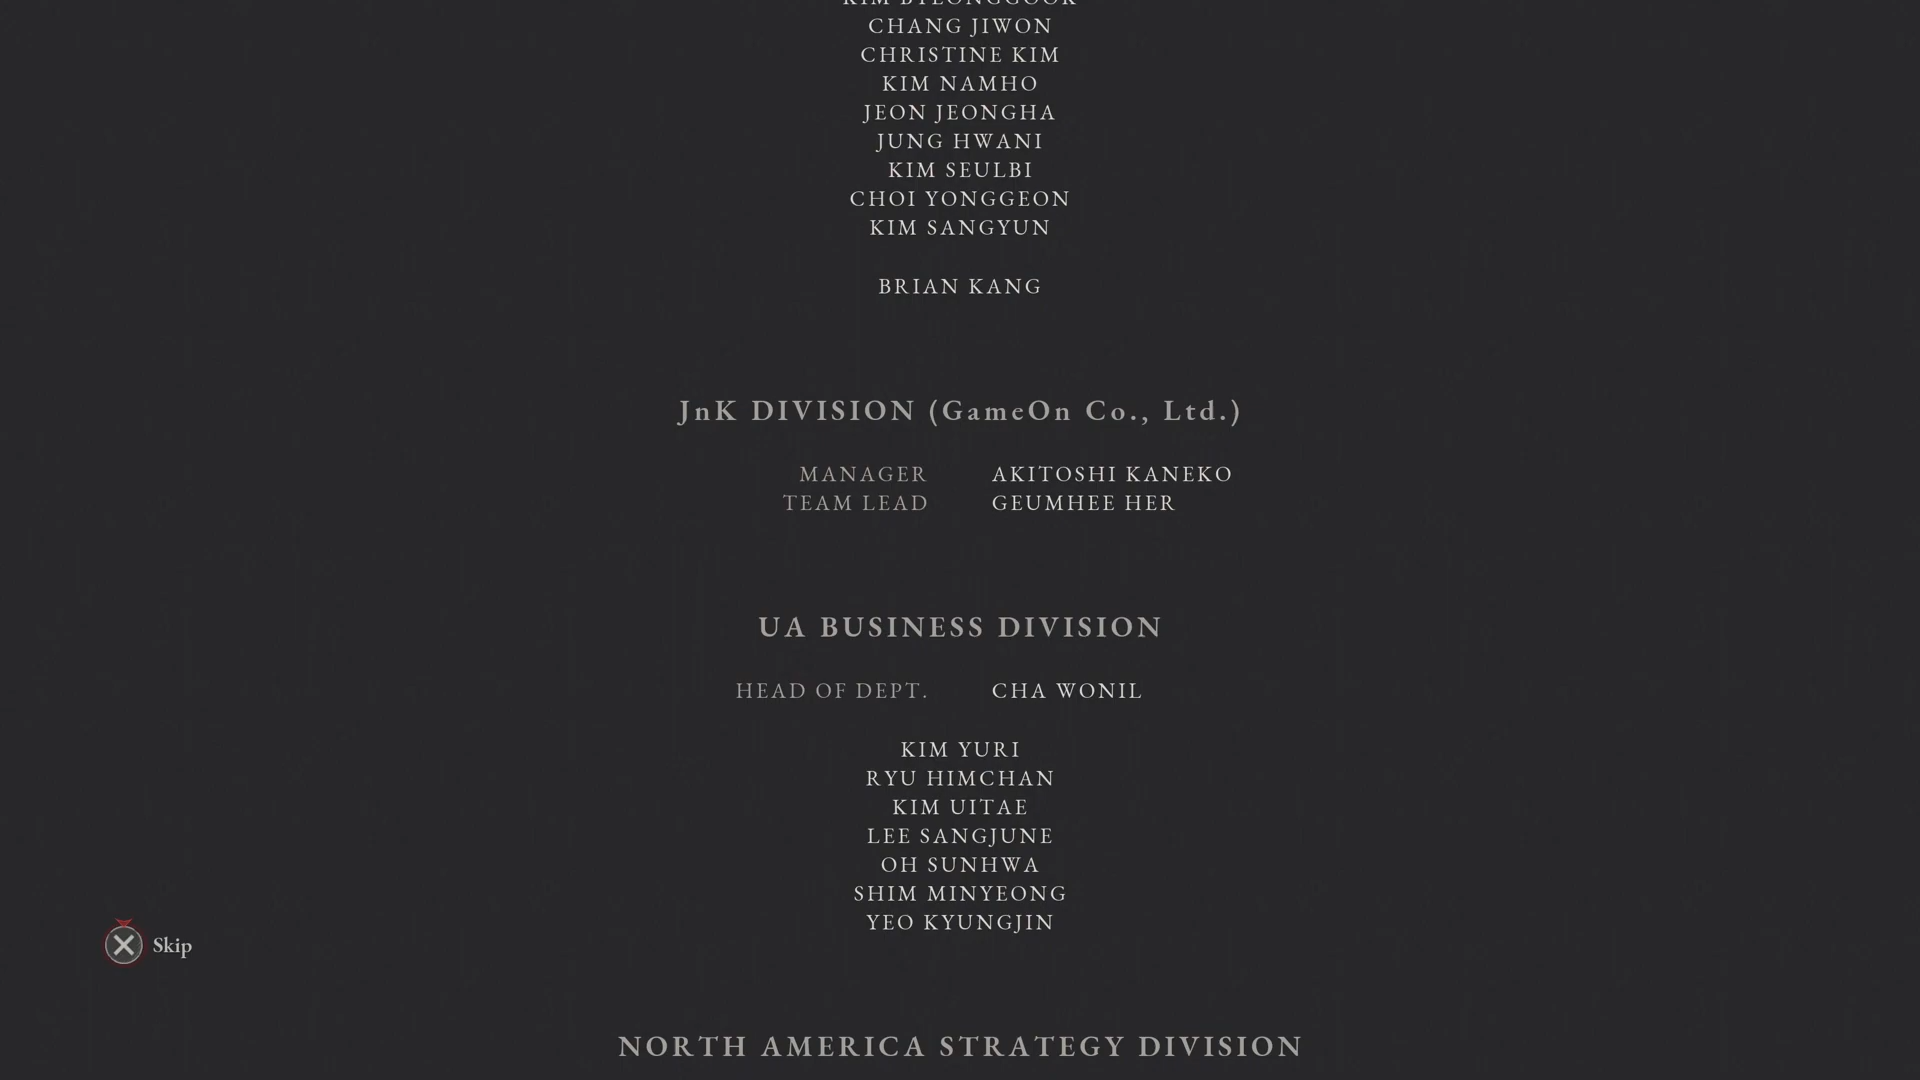 KIM BYEONGGOOK
CHANG JIWON
CHRISTINE KIM
KIM NAMHO
JEON JEONGHA
JUNG HWANI
KIM SEULBI
CHOI YONGGEON
KIM SANGYUN
BRIAN KANG
JnK DIVISION (GameOn Co., Ltd.)
MANAGER AKITOSHI KANEKO
TEAM LEAD GEUMHEE HER
UA BUSINESS DIVISION
HEAD OF DEPT. CHA WONIL
KIM YURI
RYU HIMCHAN
KIM UITAE
LEE SANGJUNE
OH SUNHWA
SHIM MINYEONG
YEO KYUNGJIN
Skip
NORTH AMERICA STRATEGY DIVISION